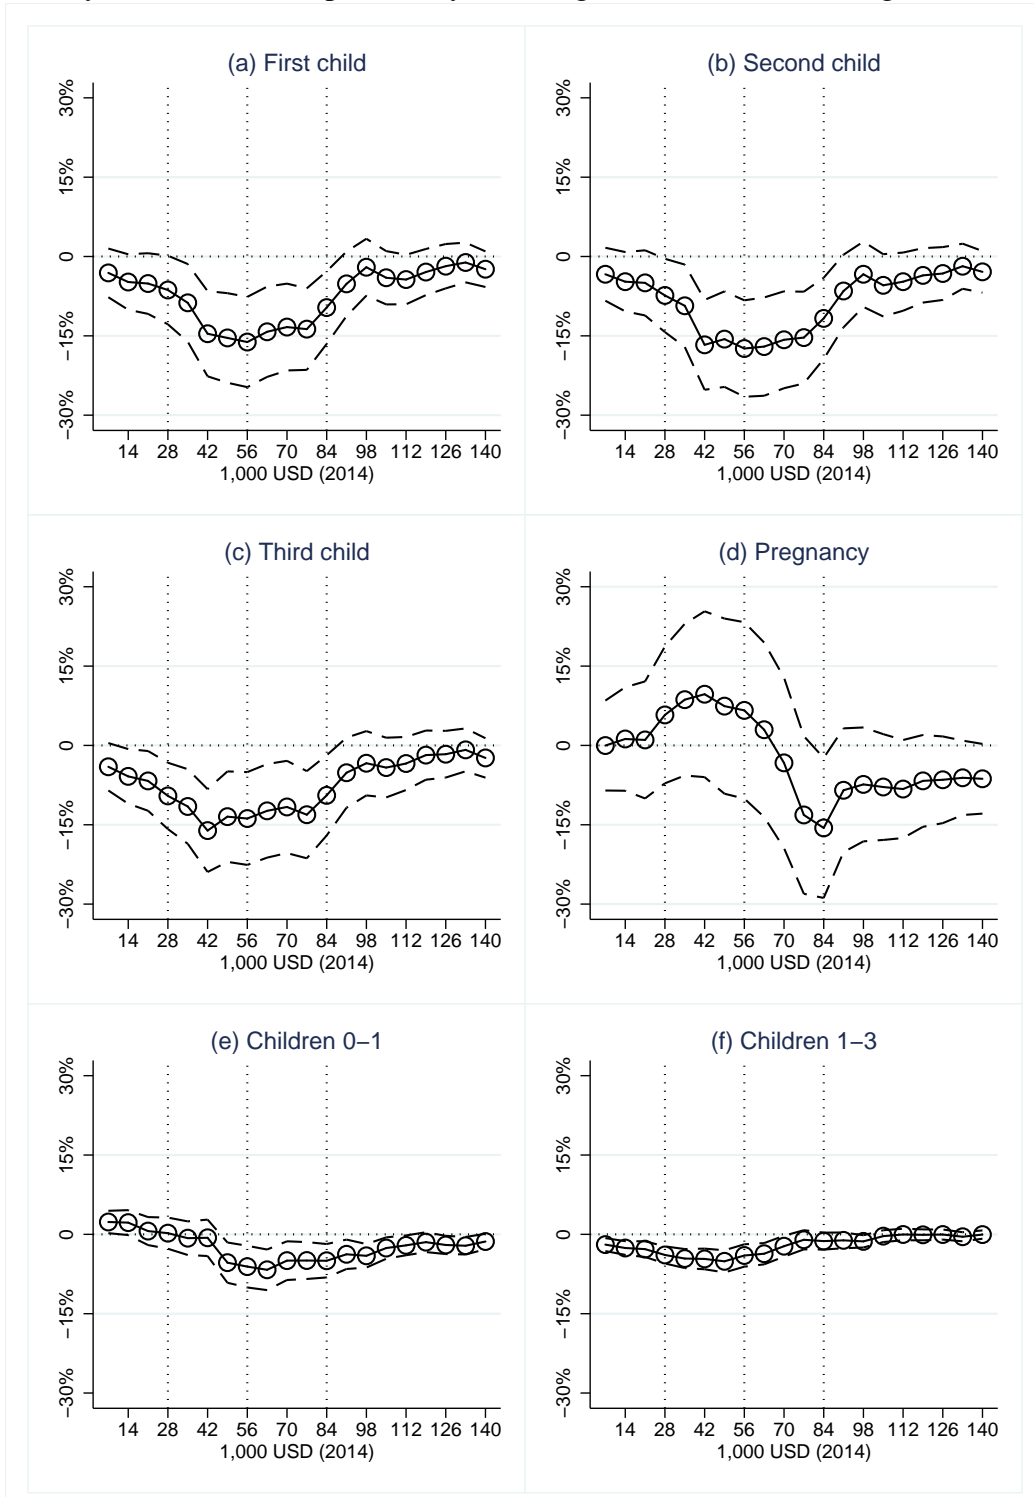 (a) First child
30%
15%
0
−15%
−30%
14 28 42 56 70 84 98 112 126 140
1,000 USD (2014)
(b) Second child
30%
15%
0
−15%
−30%
14 28 42 56 70 84 98 112 126 140
1,000 USD (2014)
(c) Third child
30%
15%
0
−15%
−30%
14 28 42 56 70 84 98 112 126 140
1,000 USD (2014)
(d) Pregnancy
30%
15%
0
−15%
−30%
14 28 42 56 70 84 98 112 126 140
1,000 USD (2014)
(e) Children 0−1
30%
15%
0
−15%
−30%
14 28 42 56 70 84 98 112 126 140
1,000 USD (2014)
(f) Children 1−3
30%
15%
0
−15%
−30%
14 28 42 56 70 84 98 112 126 140
1,000 USD (2014)